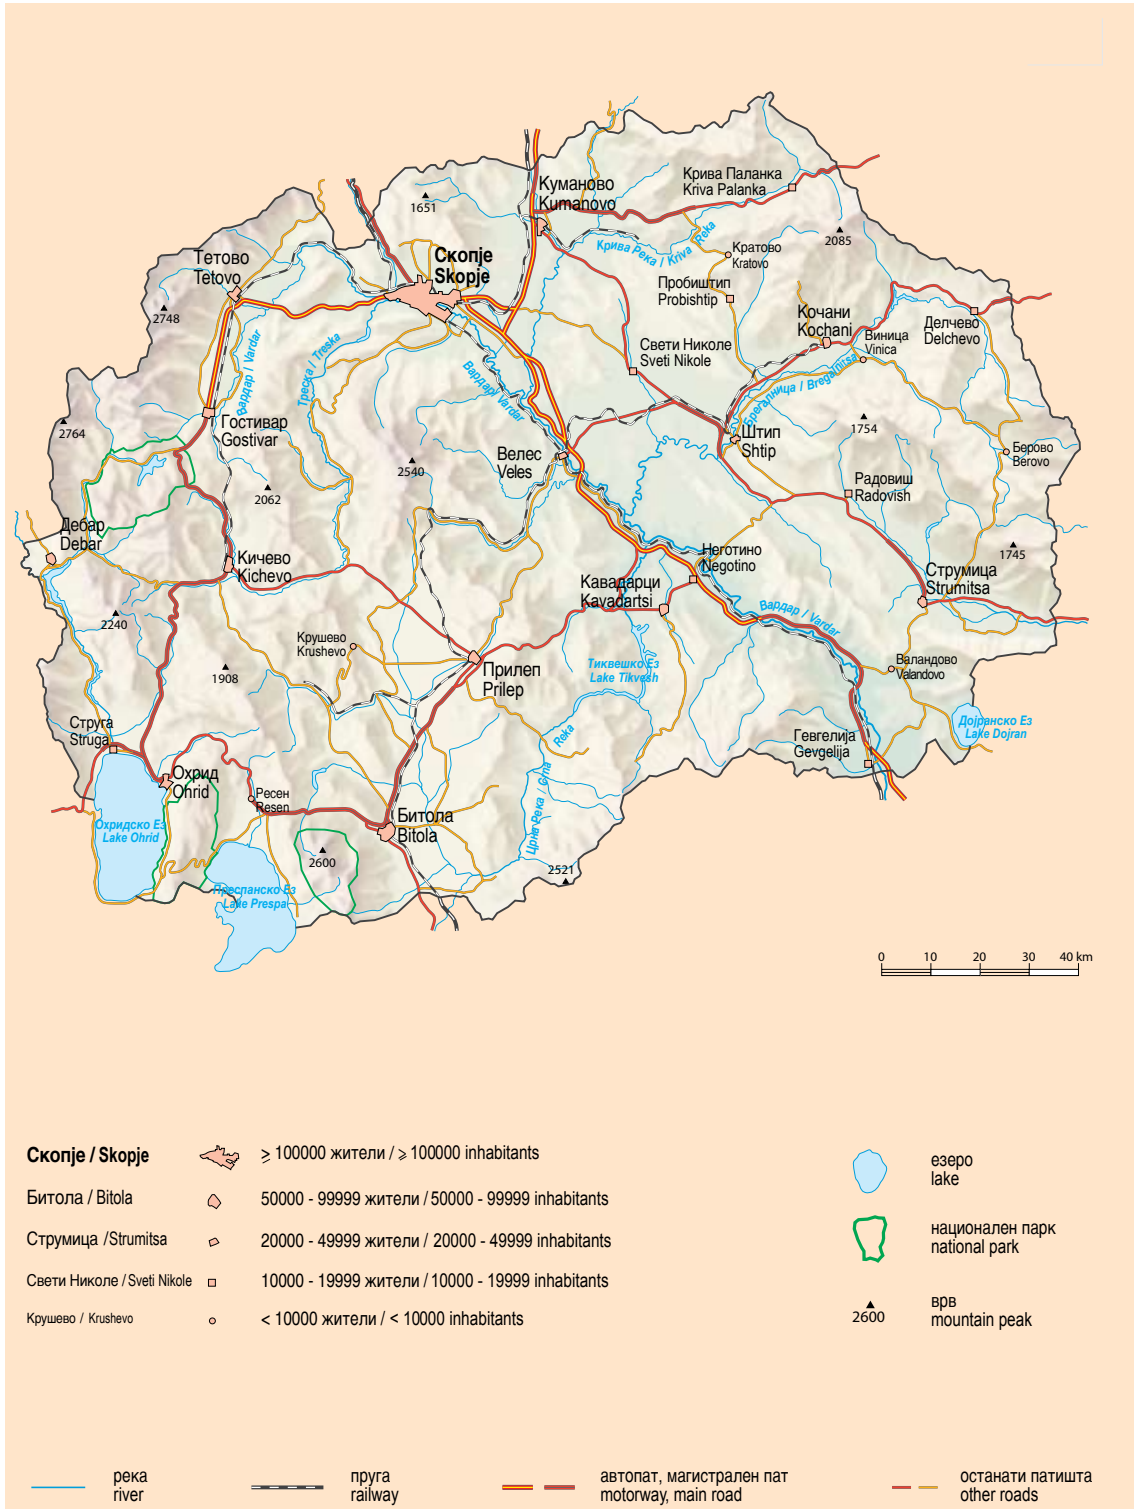 Крива Паланка
Kriva Palanka
Куманово
Kumanovo
1651
2085
Крива Река / Kriva Reka
Кратово
Kratovo
Скопје
Skopje
Тетово
Tetovo
Пробиштип
Probishtip
2748
Кочани
Kochani
Делчево
Delchevo
Виница
Vinica
Свети Николе
Sveti Nikole
Вардар / Vardar
Треска / Treska
Вардар / Vardar
Брегалница / Bregalnitsa
2764
Гостивар
Gostivar
1754
Штип
Shtip
Берово
Berovo
Велес
Veles
2540
2062
Радовиш
Radovish
Дебар
Debar
Кичево
Kichevo
Неготино
Negotino
1745
Кавадарци
Kavadartsi
Струмица
Strumitsa
2240
Вардар / Vardar
Крушево
Krushevo
1908
Прилеп
Prilep
Тиквешко Ез
Lake Tikvesh
Валандово
Valandovo
Струга
Struga
Дојранско Ез
Lake Dojran
Гевгелија
Gevgelija
Охрид
Ohrid
Ресен
Resen
Црна Река / Crna Reka
Битола
Bitola
Охридско Ез
Lake Ohrid
2600
2521
Преспанско Ез
Lake Prespa
0 10 20 30 40 km
Скопје / Skopje ≥ 100000 жители / ≥ 100000 inhabitants
Битола / Bitola 50000 - 99999 жители / 50000 - 99999 inhabitants
Струмица / Strumitsa 20000 - 49999 жители / 20000 - 49999 inhabitants
Свети Николе / Sveti Nikole 10000 - 19999 жители / 10000 - 19999 inhabitants
Крушево / Krushevo < 10000 жители / < 10000 inhabitants
езеро
lake
национален парк
national park
2600
врв
mountain peak
река
river
пруга
railway
автопат, магистрален пат
motorway, main road
останати патишта
other roads